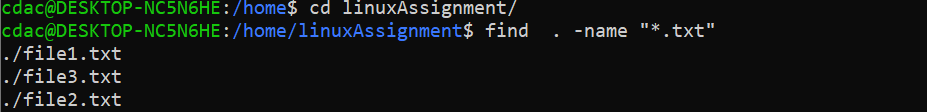 cdac@DESKTOP-NC5N6HE:/home$ cd linuxAssignment/
cdac@DESKTOP-NC5N6HE:/home/linuxAssignment$ find  . -name "*.txt"
./file1.txt
./file3.txt
./file2.txt